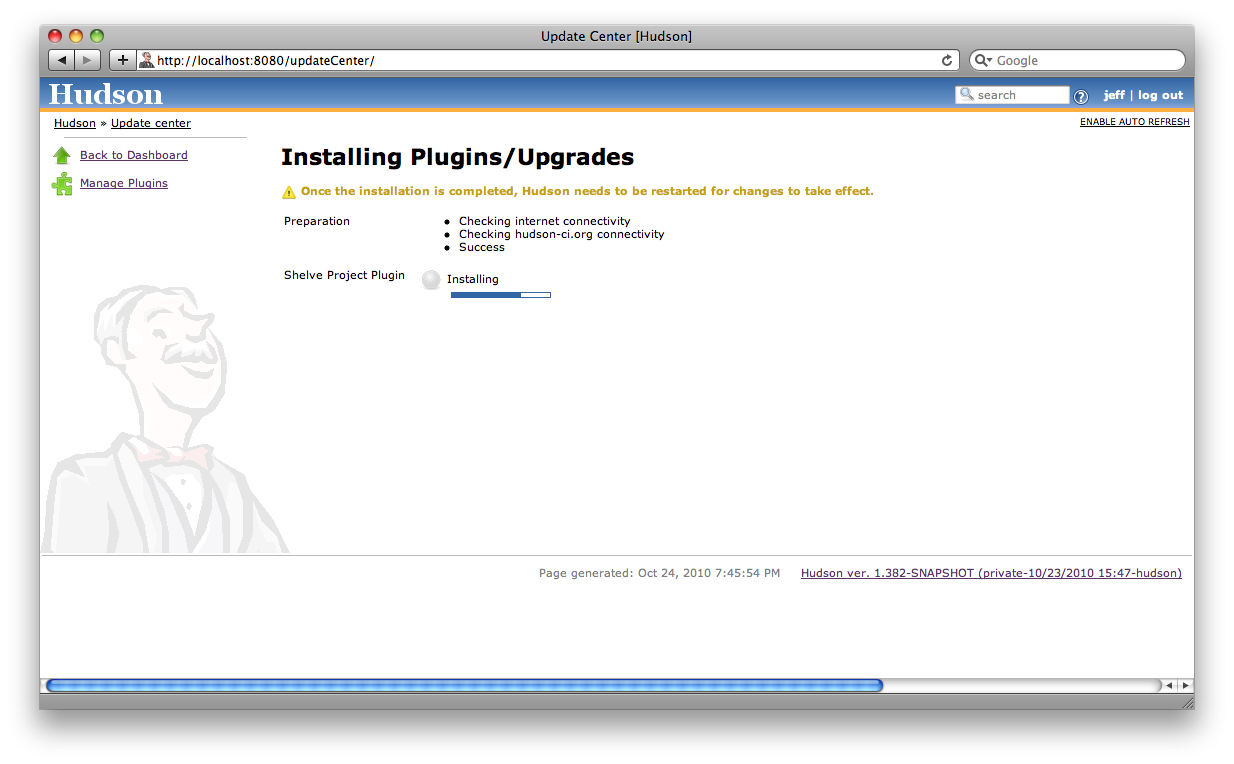 Update Center [Hudson]
http://localhost:8080/updateCenter/
Google
Hudson
search
jeff | log out
Hudson » Update center
ENABLE AUTO REFRESH
Back to Dashboard
Manage Plugins
Installing Plugins/Upgrades
Once the installation is completed, Hudson needs to be restarted for changes to take effect.
Preparation
Checking internet connectivity
Checking hudson-ci.org connectivity
Success
Shelve Project Plugin
Installing
Page generated: Oct 24, 2010 7:45:54 PM
Hudson ver. 1.382-SNAPSHOT (private-10/23/2010 15:47-hudson)